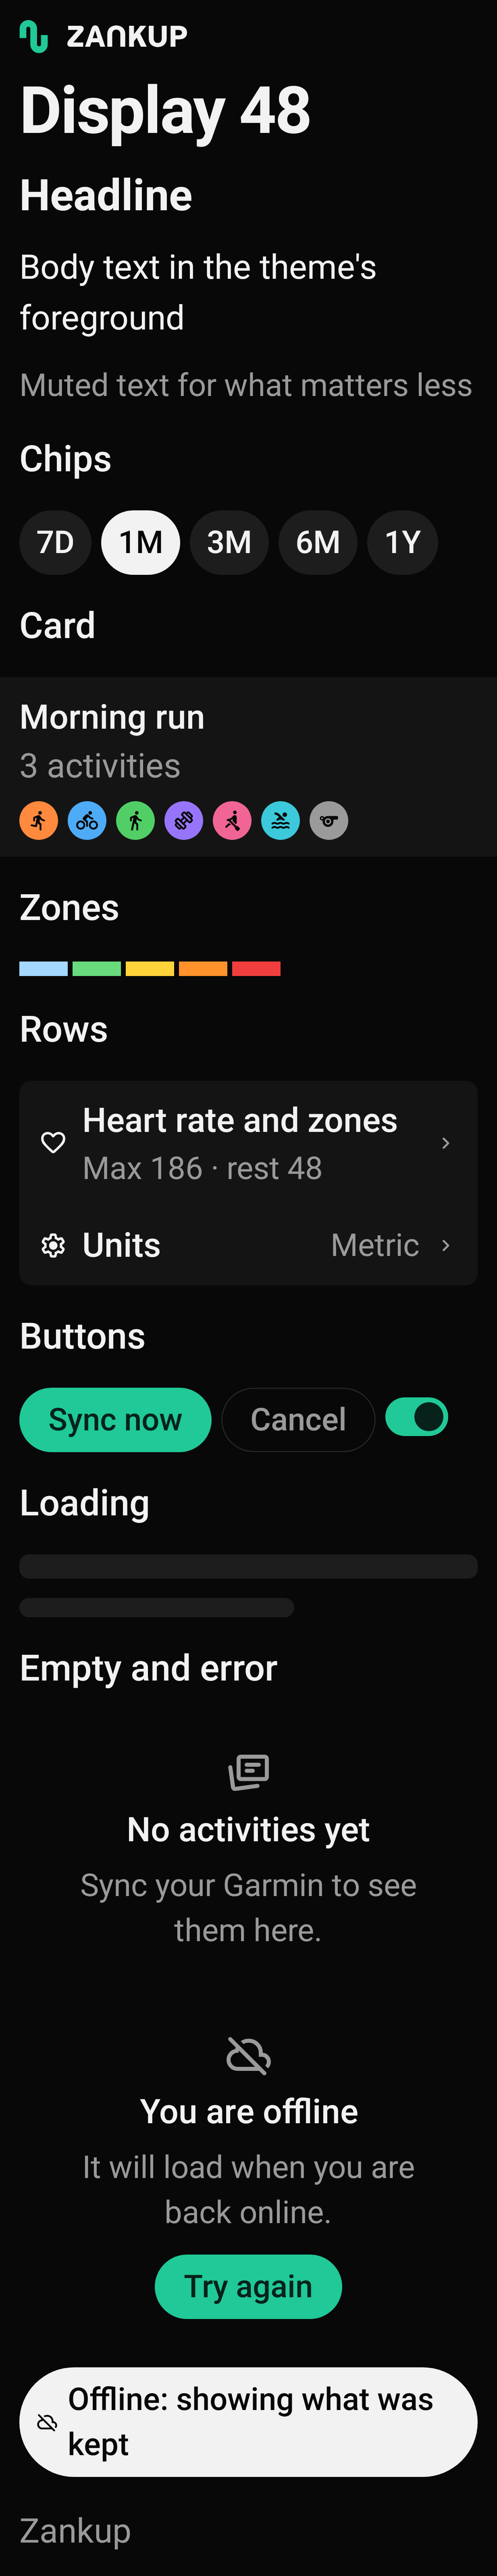 ZANKUP
Display 48
Headline
Body text in the theme's
foreground
Muted text for what matters less
Chips
7D 1M 3M 6M 1Y
Card
Morning run
3 activities
Zones
Rows
Heart rate and zones
Max 186 · rest 48
Units Metric
Buttons
Sync now Cancel
Loading
Empty and error
No activities yet
Sync your Garmin to see
them here.
You are offline
It will load when you are
back online.
Try again
Offline: showing what was
kept
Zankup